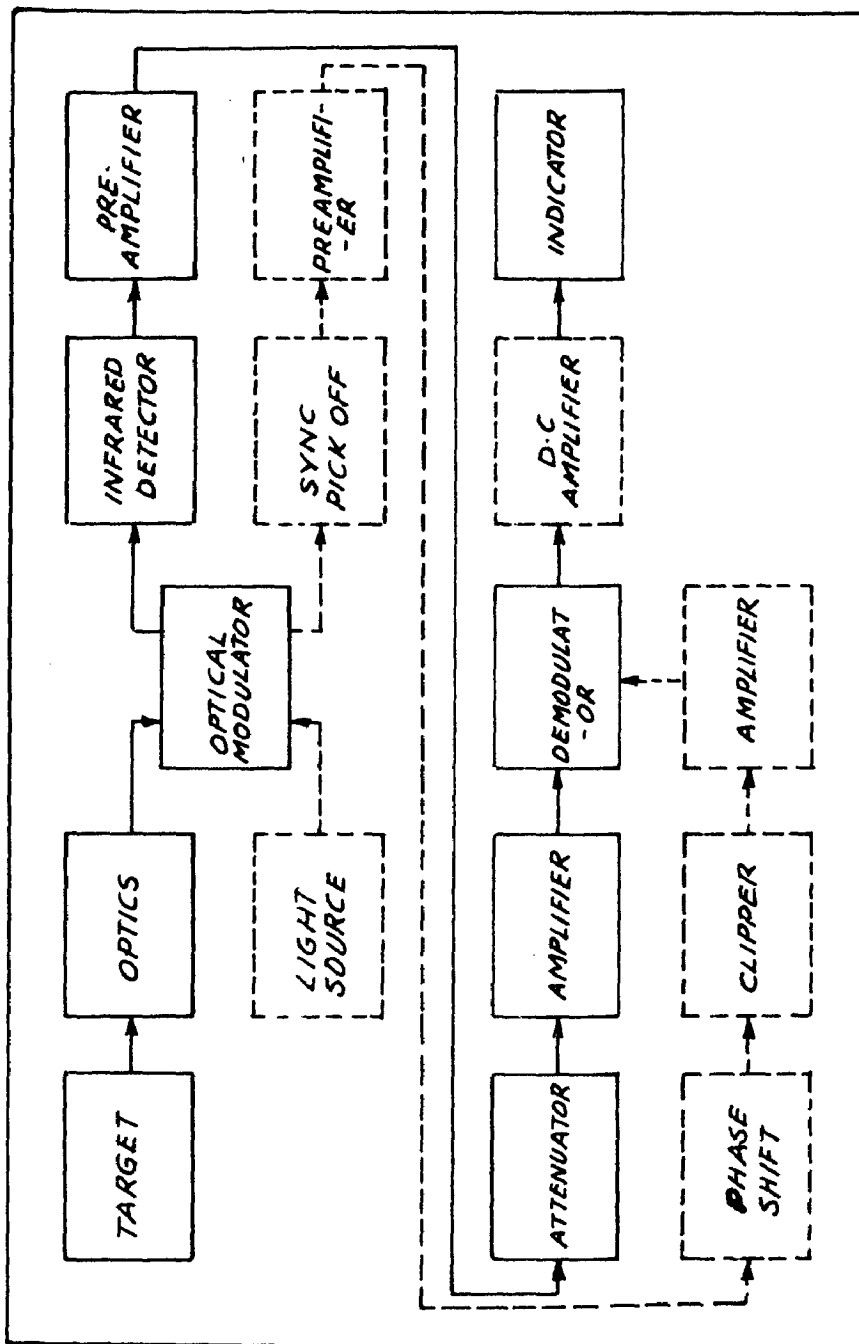 TARGET
OPTICS
OPTICAL
MODULATOR
INFRARED
DETECTOR
PRE-
AMPLIFIER
LIGHT
SOURCE
SYNC
PICK OFF
PREAMPLIFI-
-ER
ATTENUATOR
AMPLIFIER
DEMODULAT
-OR
D.C
AMPLIFIER
INDICATOR
PHASE
SHIFT
CLIPPER
AMPLIFIER